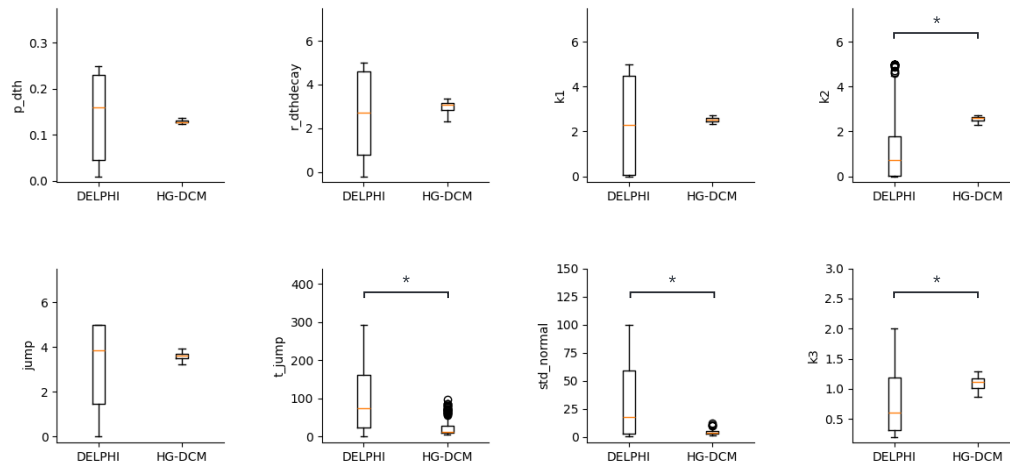 p_dth
0.3
0.2
0.1
0.0
DELPHI HG-DCM
r_dthdecay
6
4
2
0
DELPHI HG-DCM
k1
6
4
2
0
DELPHI HG-DCM
k2
6
4
2
0
*
DELPHI HG-DCM
jump
6
4
2
0
DELPHI HG-DCM
t_jump
400
300
200
100
0
*
DELPHI HG-DCM
std_normal
150
125
100
75
50
25
0
*
DELPHI HG-DCM
k3
3.0
2.5
2.0
1.5
1.0
0.5
*
DELPHI HG-DCM